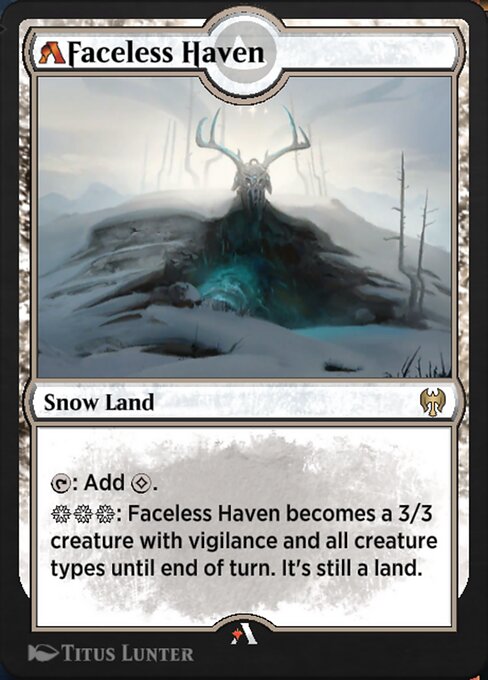 Faceless Haven
Snow Land
: Add .
: Faceless Haven becomes a 3/3
creature with vigilance and all creature
types until end of turn. It's still a land.
Titus Lunter